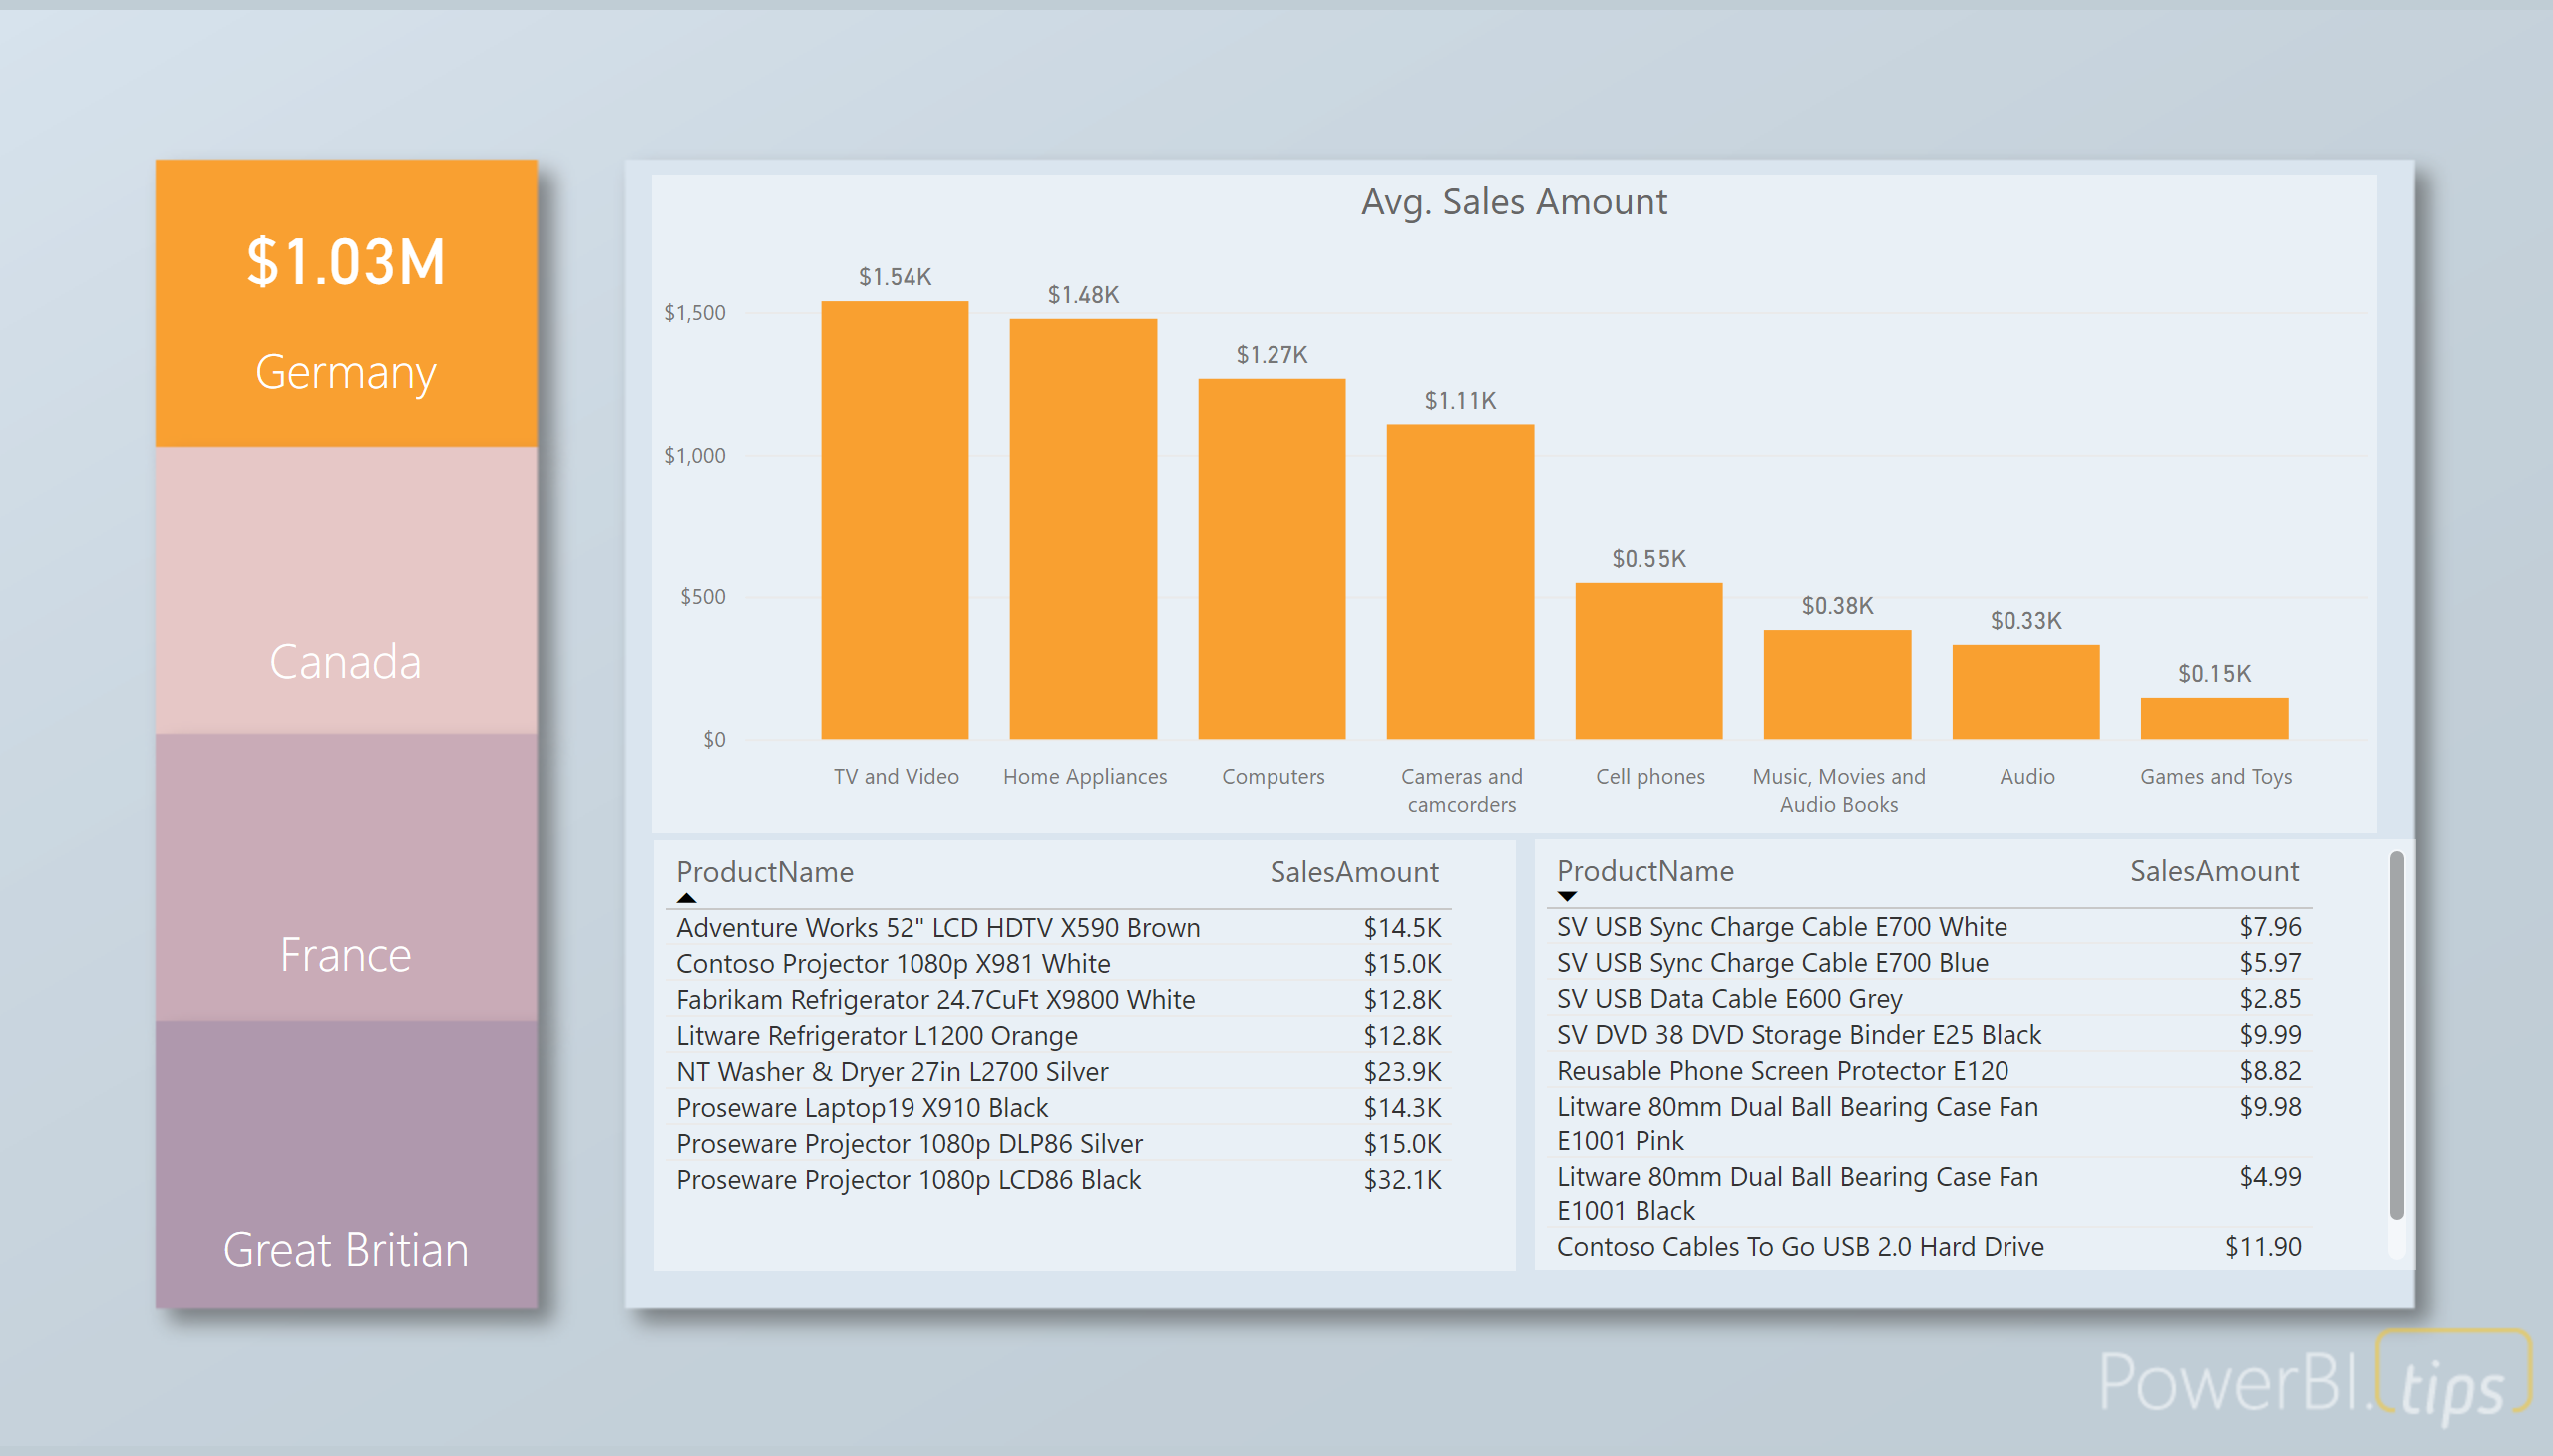 $1.03M
Germany
Canada
France
Great Britian
Avg. Sales Amount
$1,500
$1,000
$500
$0
$1.54K
$1.48K
$1.27K
$1.11K
$0.55K
$0.38K
$0.33K
$0.15K
TV and Video
Home Appliances
Computers
Cameras and
camcorders
Cell phones
Music, Movies and
Audio Books
Audio
Games and Toys
ProductName SalesAmount
Adventure Works 52" LCD HDTV X590 Brown $14.5K
Contoso Projector 1080p X981 White $15.0K
Fabrikam Refrigerator 24.7CuFt X9800 White $12.8K
Litware Refrigerator L1200 Orange $12.8K
NT Washer & Dryer 27in L2700 Silver $23.9K
Proseware Laptop19 X910 Black $14.3K
Proseware Projector 1080p DLP86 Silver $15.0K
Proseware Projector 1080p LCD86 Black $32.1K
ProductName SalesAmount
SV USB Sync Charge Cable E700 White $7.96
SV USB Sync Charge Cable E700 Blue $5.97
SV USB Data Cable E600 Grey $2.85
SV DVD 38 DVD Storage Binder E25 Black $9.99
Reusable Phone Screen Protector E120 $8.82
Litware 80mm Dual Ball Bearing Case Fan $9.98
E1001 Pink
Litware 80mm Dual Ball Bearing Case Fan $4.99
E1001 Black
Contoso Cables To Go USB 2.0 Hard Drive $11.90
PowerBI.tips